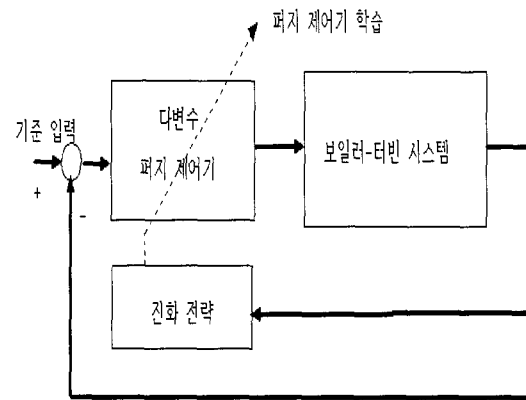 퍼지 제어기 학습
다변수
퍼지 제어기
보일러-터빈 시스템
기준 입력
+
-
진화 전략